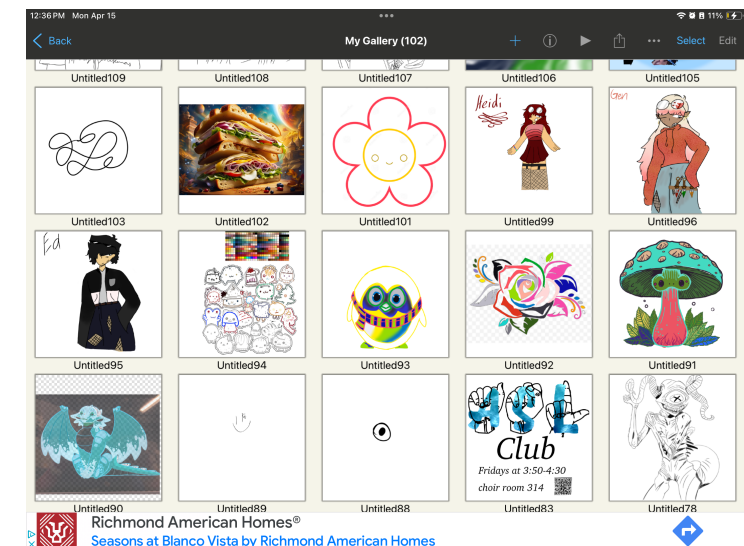 12:36 PM Mon Apr 15
11%
Back
My Gallery (102)
Select
Edit
Untitled109
Untitled108
Untitled107
Untitled106
Untitled105
Heidi
Gen
Untitled103
Untitled102
Untitled101
Untitled99
Untitled96
Ed
Untitled95
Untitled94
Untitled93
Untitled92
Untitled91
ASL
Club
Fridays at 3:50-4:30
choir room 314
Untitled90
Untitled89
Untitled88
Untitled83
Untitled78
Richmond American Homes®
Seasons at Blanco Vista by Richmond American Homes